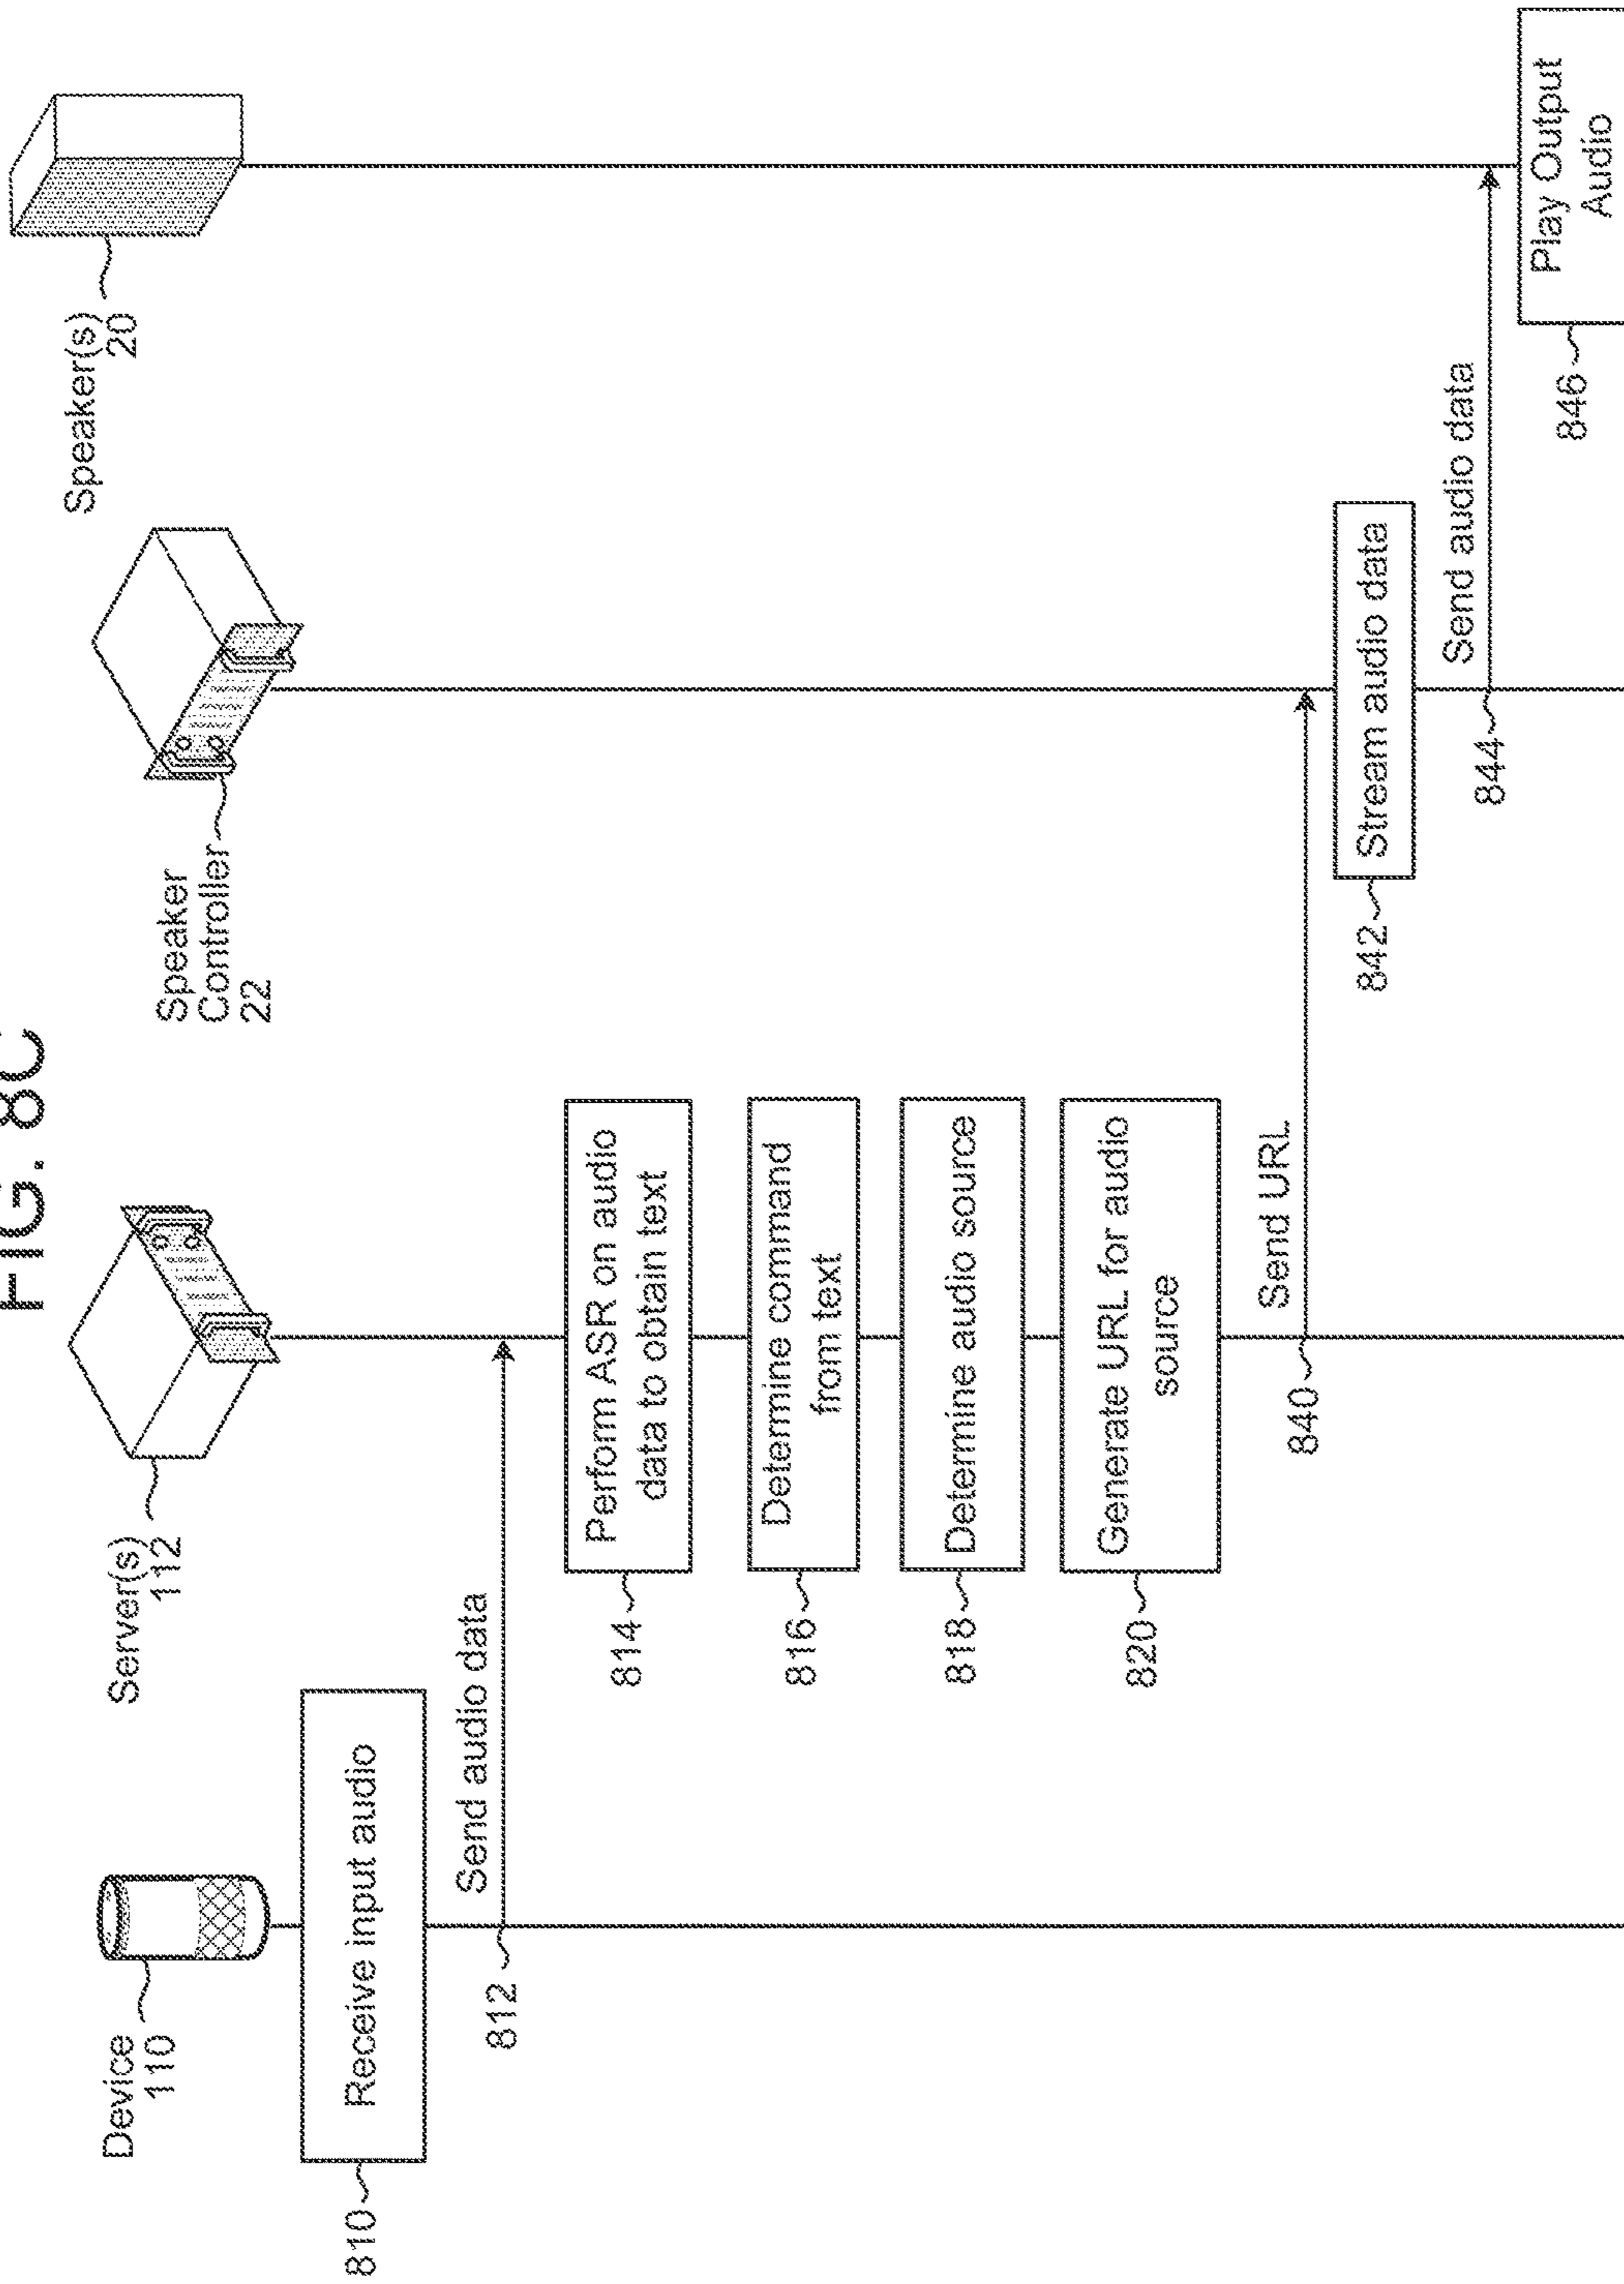 FIG. 8C
Device
110
Server(s)
112
Speaker
Controller
22
Speaker(s)
20
810
Receive input audio
Send audio data
812
814
Perform ASR on audio
data to obtain text
816
Determine command
from text
818
Determine audio source
820
Generate URL for audio
source
Send URL
840
842
Stream audio data
Send audio data
844
846
Play Output
Audio